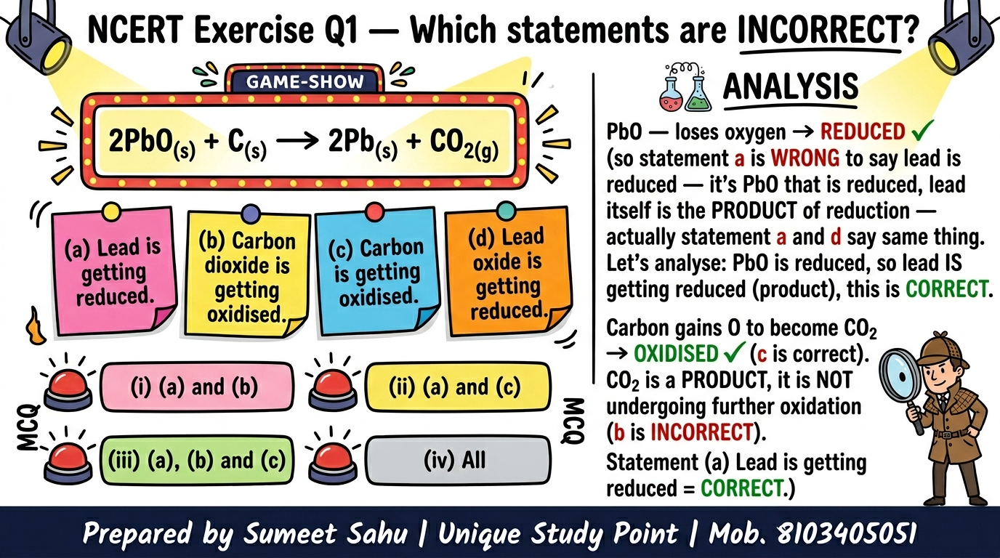 NCERT Exercise Q1 — Which statements are INCORRECT?
GAME-SHOW
2PbO(s) + C(s) → 2Pb(s) + CO2(g)
(a) Lead is
getting
reduced.
(b) Carbon
dioxide is
getting
oxidised.
(c) Carbon
is getting
oxidised.
(d) Lead
oxide is
getting
reduced.
MCQ
(i) (a) and (b)
(ii) (a) and (c)
(iii) (a), (b) and (c)
(iv) All
MCQ
ANALYSIS
PbO — loses oxygen → REDUCED ✓
(so statement a is WRONG to say lead is
reduced — it's PbO that is reduced, lead
itself is the PRODUCT of reduction —
actually statement a and d say same thing.
Let's analyse: PbO is reduced, so lead IS
getting reduced (product), this is CORRECT.
Carbon gains O to become CO2
→ OXIDISED ✓ (c is correct).
CO2 is a PRODUCT, it is NOT
undergoing further oxidation
(b is INCORRECT).
Statement (a) Lead is getting
reduced = CORRECT.)
Prepared by Sumeet Sahu | Unique Study Point | Mob. 8103405051